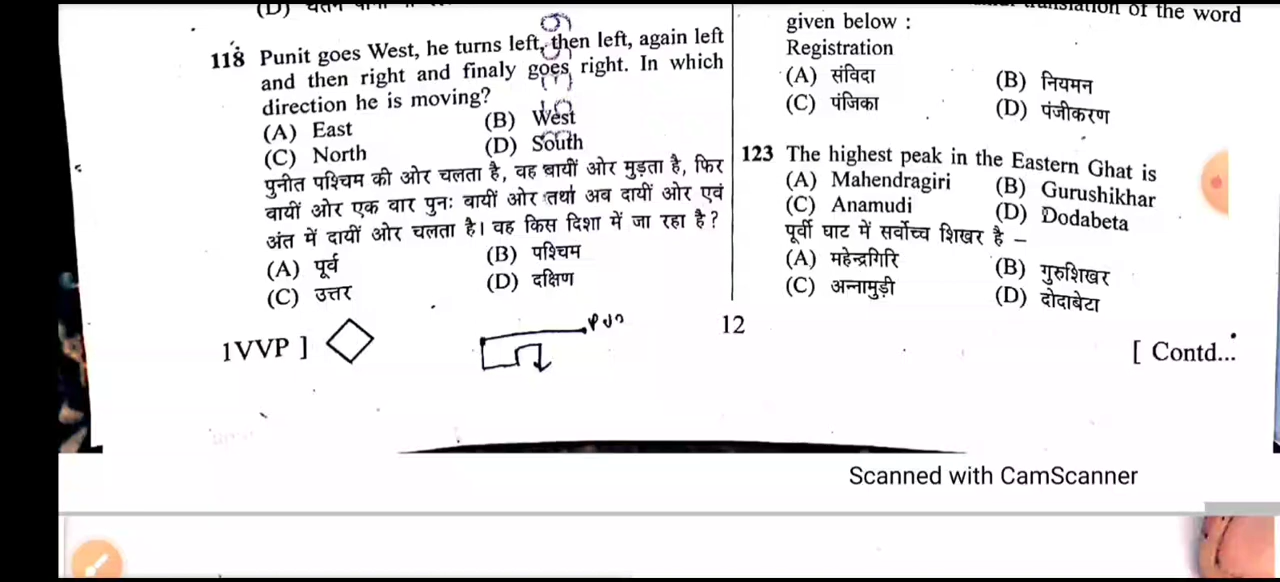 118 Punit goes West, he turns left, then left, again left
and then right and finaly goes right. In which
direction he is moving?
(A) East (B) West
(C) North (D) South
पुनीत पश्चिम की ओर चलता है, वह बायीं ओर मुड़ता है, फिर
बायीं ओर एक बार पुनः बायीं ओर तथा अब दायीं ओर एवं
अंत में दायीं ओर चलता है। वह किस दिशा में जा रहा है?
(A) पूर्व (B) पश्चिम
(C) उत्तर (D) दक्षिण
1VVP ]
of the word
given below :
Registration
(A) संविदा (B) नियमन
(C) पंजिका (D) पंजीकरण
123 The highest peak in the Eastern Ghat is
(A) Mahendragiri (B) Gurushikhar
(C) Anamudi (D) Dodabeta
पूर्वी घाट में सर्वोच्च शिखर है –
(A) महेन्द्रगिरि (B) गुरुशिखर
(C) अन्नामुड़ी (D) दोदाबेटा
12
[ Contd...
Scanned with CamScanner